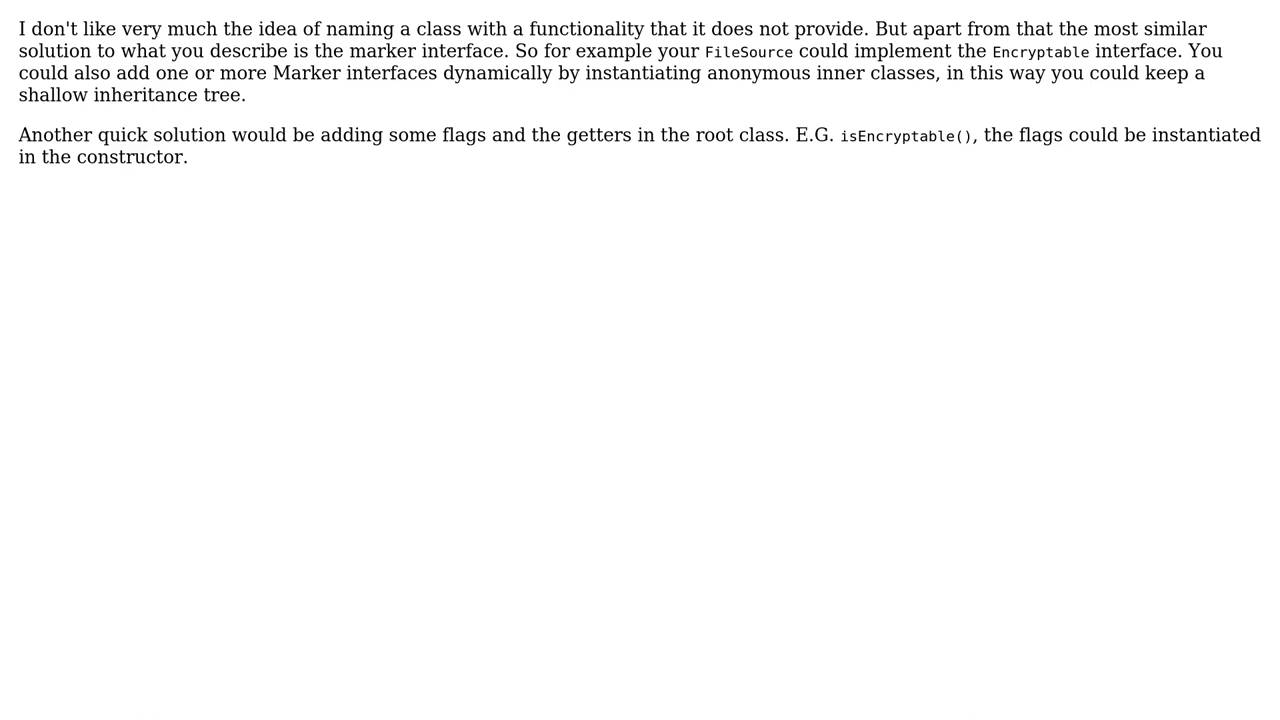 I don't like very much the idea of naming a class with a functionality that it does not provide. But apart from that the most similar
solution to what you describe is the marker interface. So for example your FileSource could implement the Encryptable interface. You
could also add one or more Marker interfaces dynamically by instantiating anonymous inner classes, in this way you could keep a
shallow inheritance tree.
Another quick solution would be adding some flags and the getters in the root class. E.G. isEncryptable(), the flags could be instantiated
in the constructor.